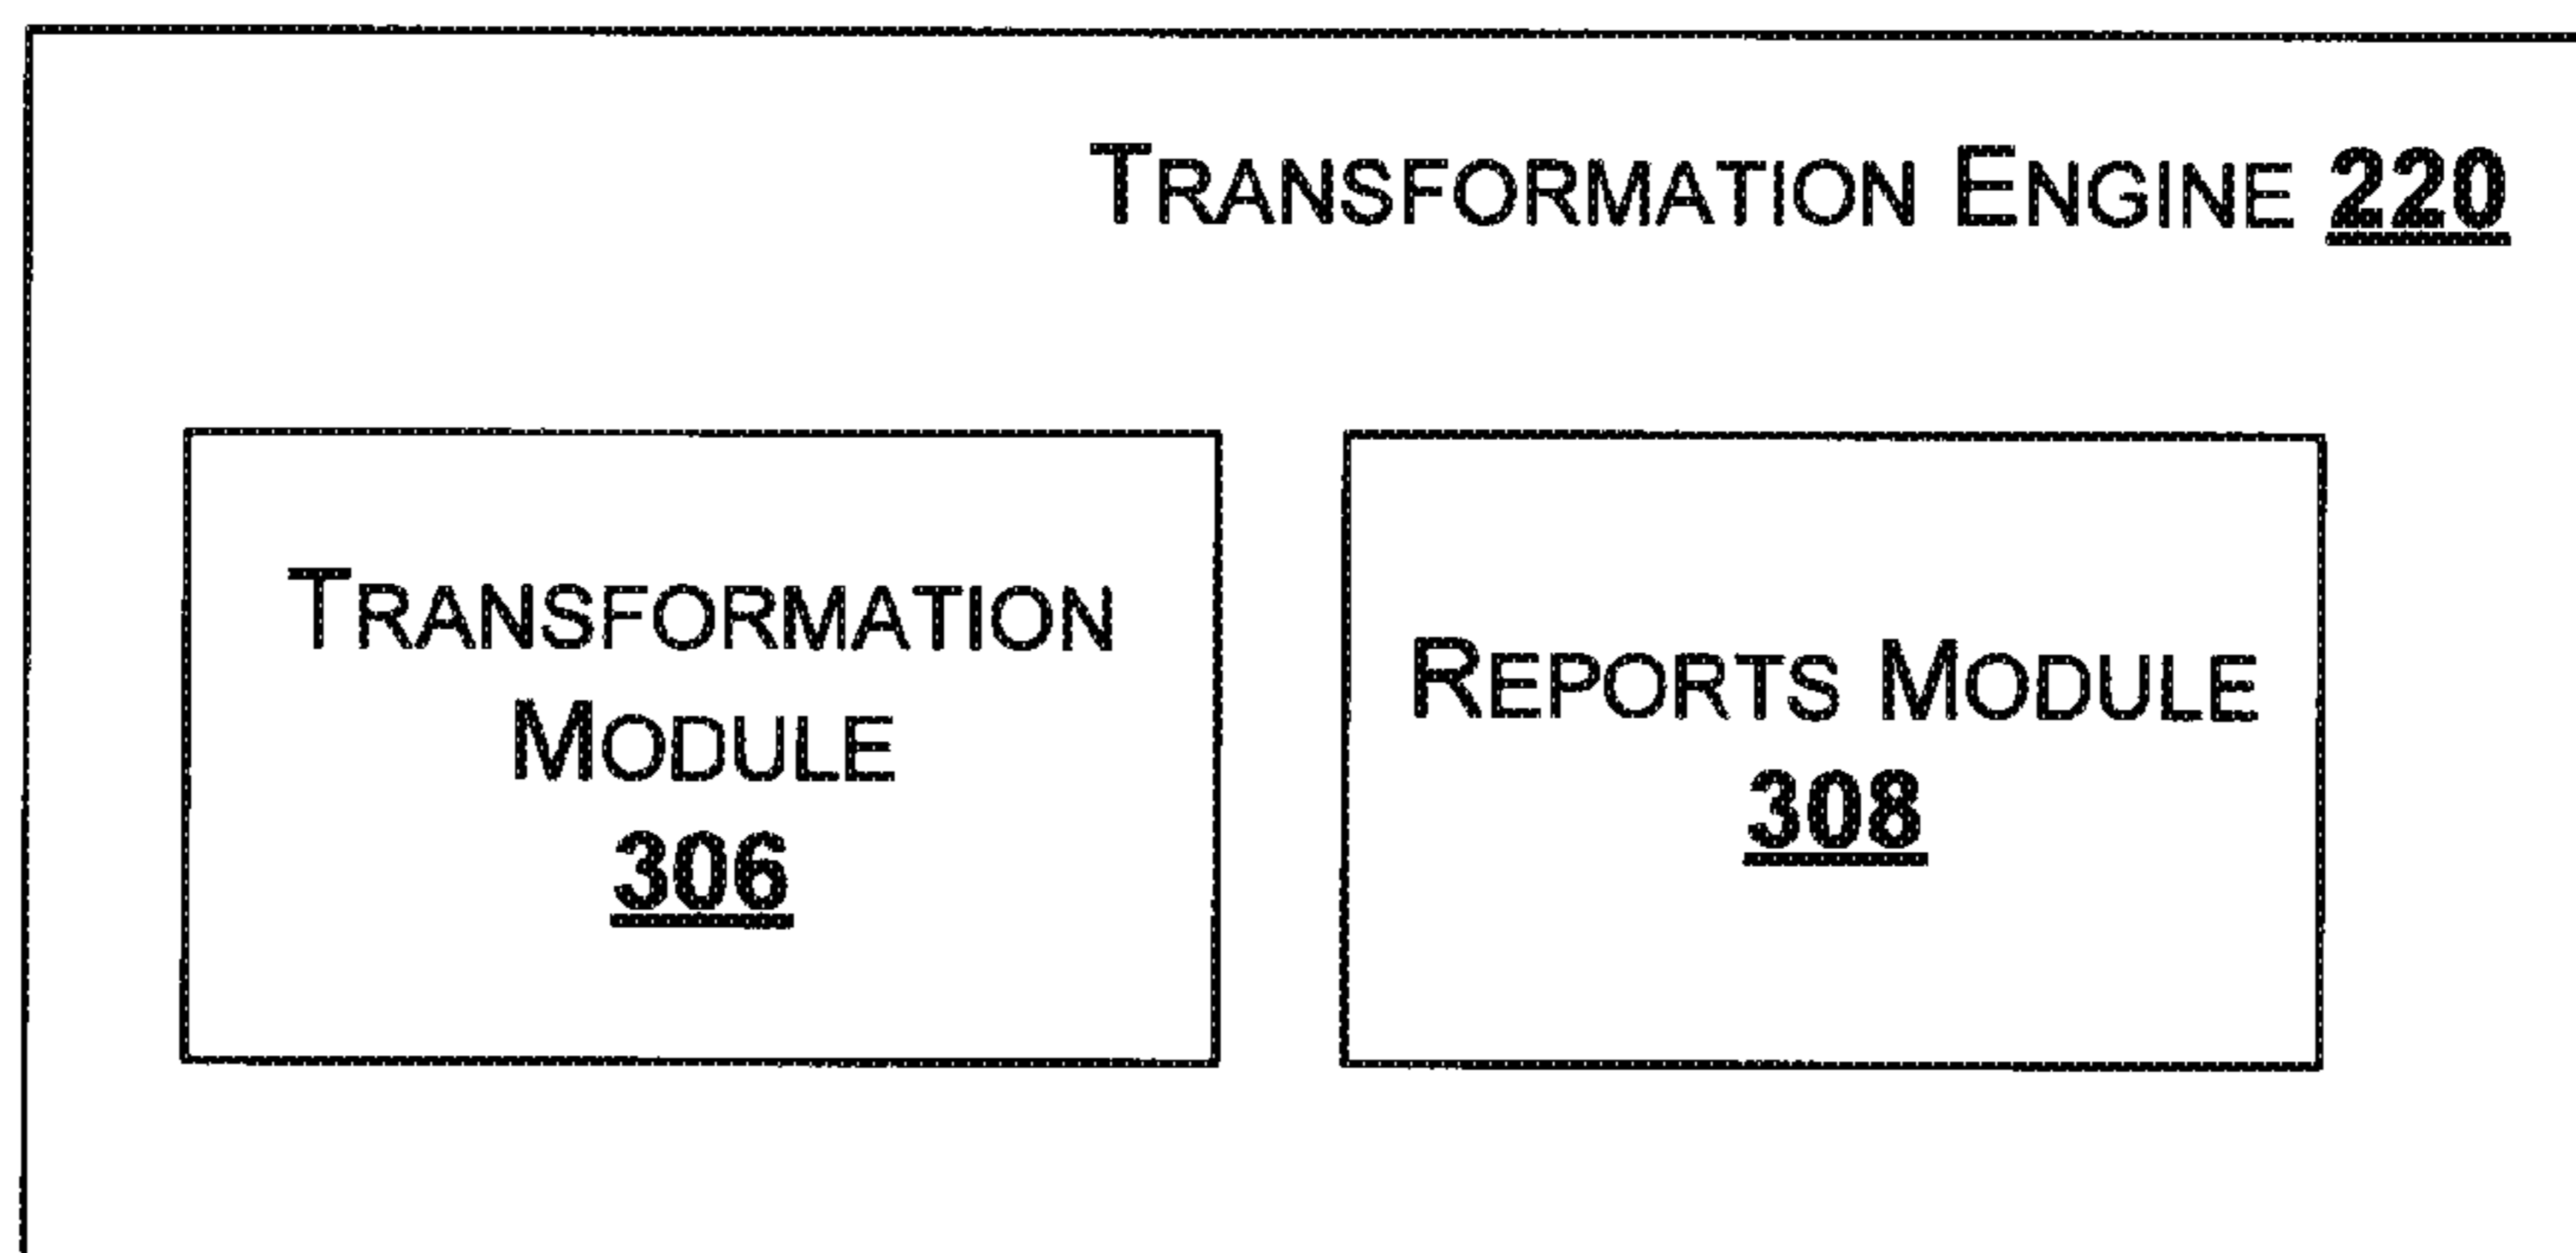 TRANSFORMATION ENGINE 220
TRANSFORMATION
MODULE
306
REPORTS MODULE
308